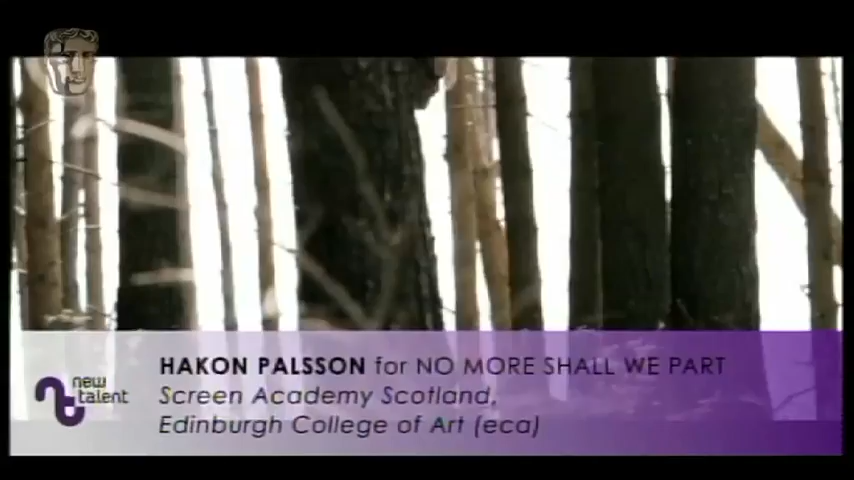 HAKON PALSSON for NO MORE SHALL WE PART
new
talent
Screen Academy Scotland,
Edinburgh College of Art (eca)